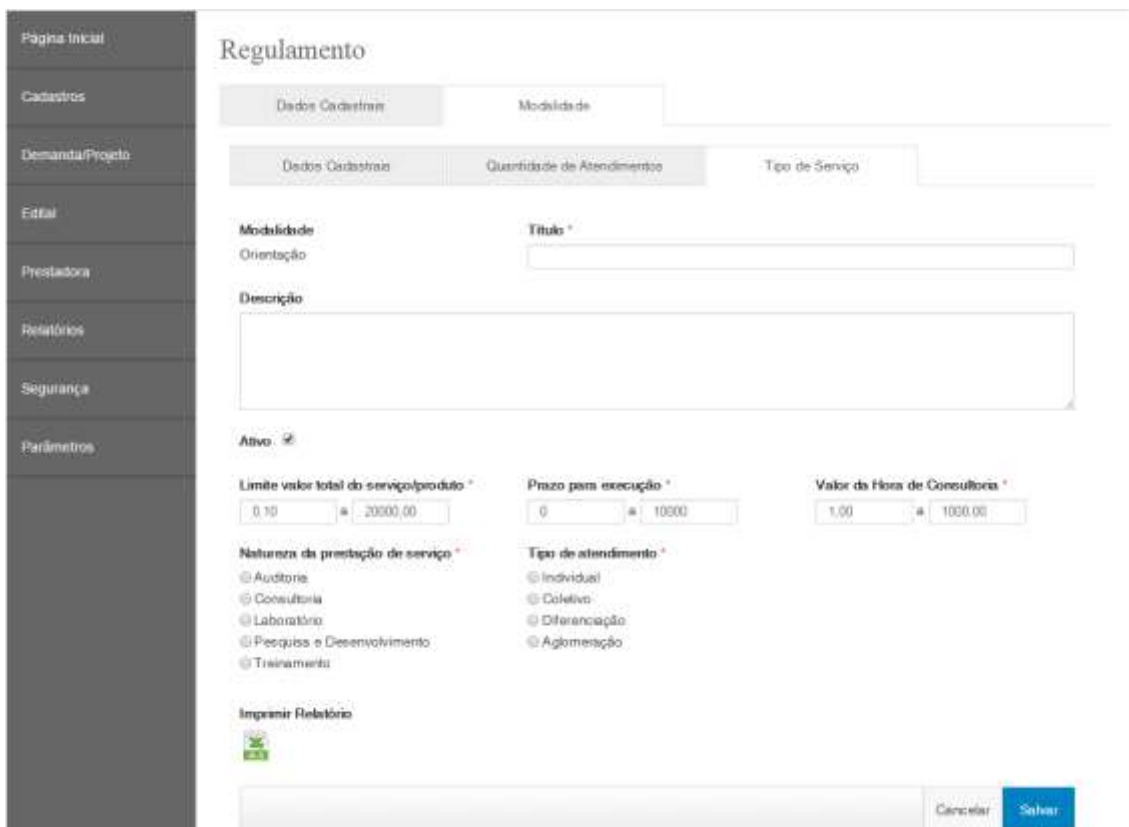 Página Inicial
Cadastros
Demanda/Projeto
Edital
Prestadora
Relatórios
Segurança
Parâmetros
Regulamento
Dados Cadastrais Modalidade
Dados Cadastrais Quantidade de Atendimentos Tipo de Serviço
Modalidade Título *
Orientação
Descrição
Ativo
Limite valor total do serviço/produto * Prazo para execução * Valor da Hora de Consultoria *
0,10 a 20000,00 0 a 10000 1,00 a 1000,00
Natureza da prestação de serviço * Tipo de atendimento *
Auditoria Individual
Consultoria Coletivo
Laboratório Diferenciação
Pesquisa e Desenvolvimento Aglomeração
Treinamento
Imprimir Relatório
Cancelar Salvar